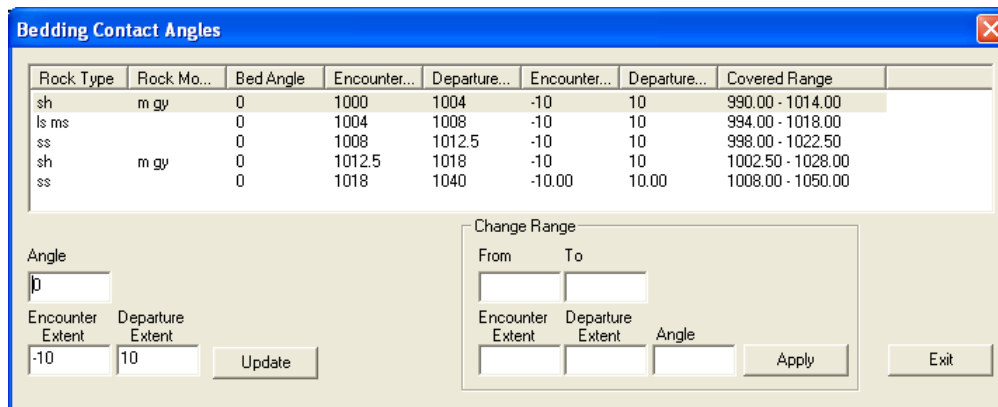 Bedding Contact Angles
Rock Type Rock Mo... Bed Angle Encounter... Departure... Encounter... Departure... Covered Range
sh m gy 0 1000 1004 -10 10 990.00 - 1014.00
ls ms 0 1004 1008 -10 10 994.00 - 1018.00
ss 0 1008 1012.5 -10 10 998.00 - 1022.50
sh m gy 0 1012.5 1018 -10 10 1002.50 - 1028.00
ss 0 1018 1040 -10.00 10.00 1008.00 - 1050.00
Angle
0
Encounter Departure
Extent Extent
-10 10 Update
Change Range
From To
Encounter Departure
Extent Extent Angle
Apply
Exit